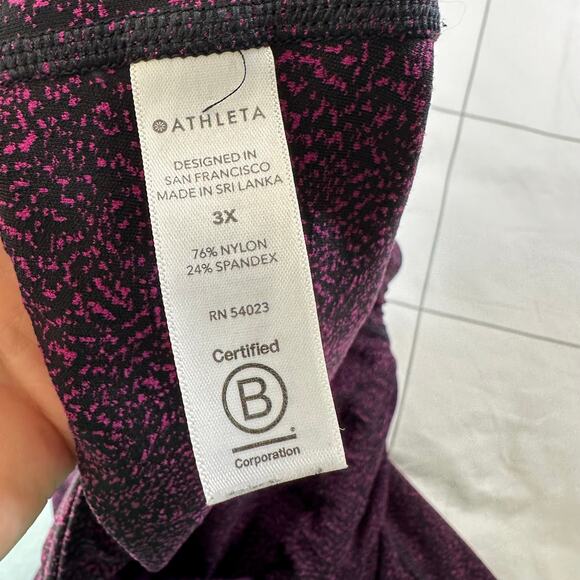 ATHLETA
DESIGNED IN
SAN FRANCISCO
MADE IN SRI LANKA
3X
76% NYLON
24% SPANDEX
RN 54023
Certified
B
Corporation